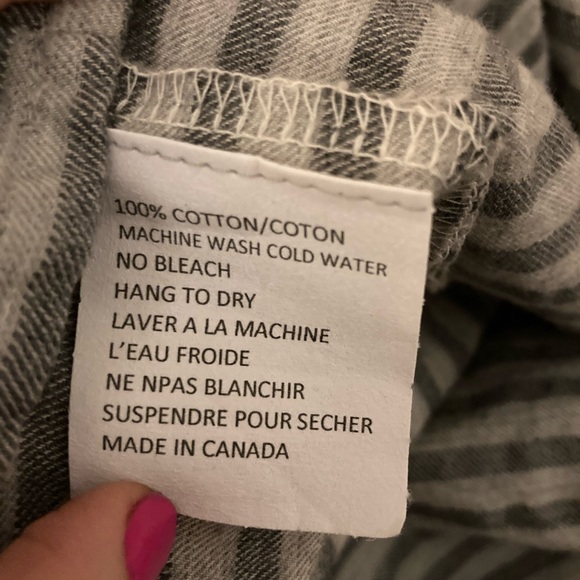 100% COTTON/COTON
MACHINE WASH COLD WATER
NO BLEACH
HANG TO DRY
LAVER A LA MACHINE
L'EAU FROIDE
NE NPAS BLANCHIR
SUSPENDRE POUR SECHER
MADE IN CANADA